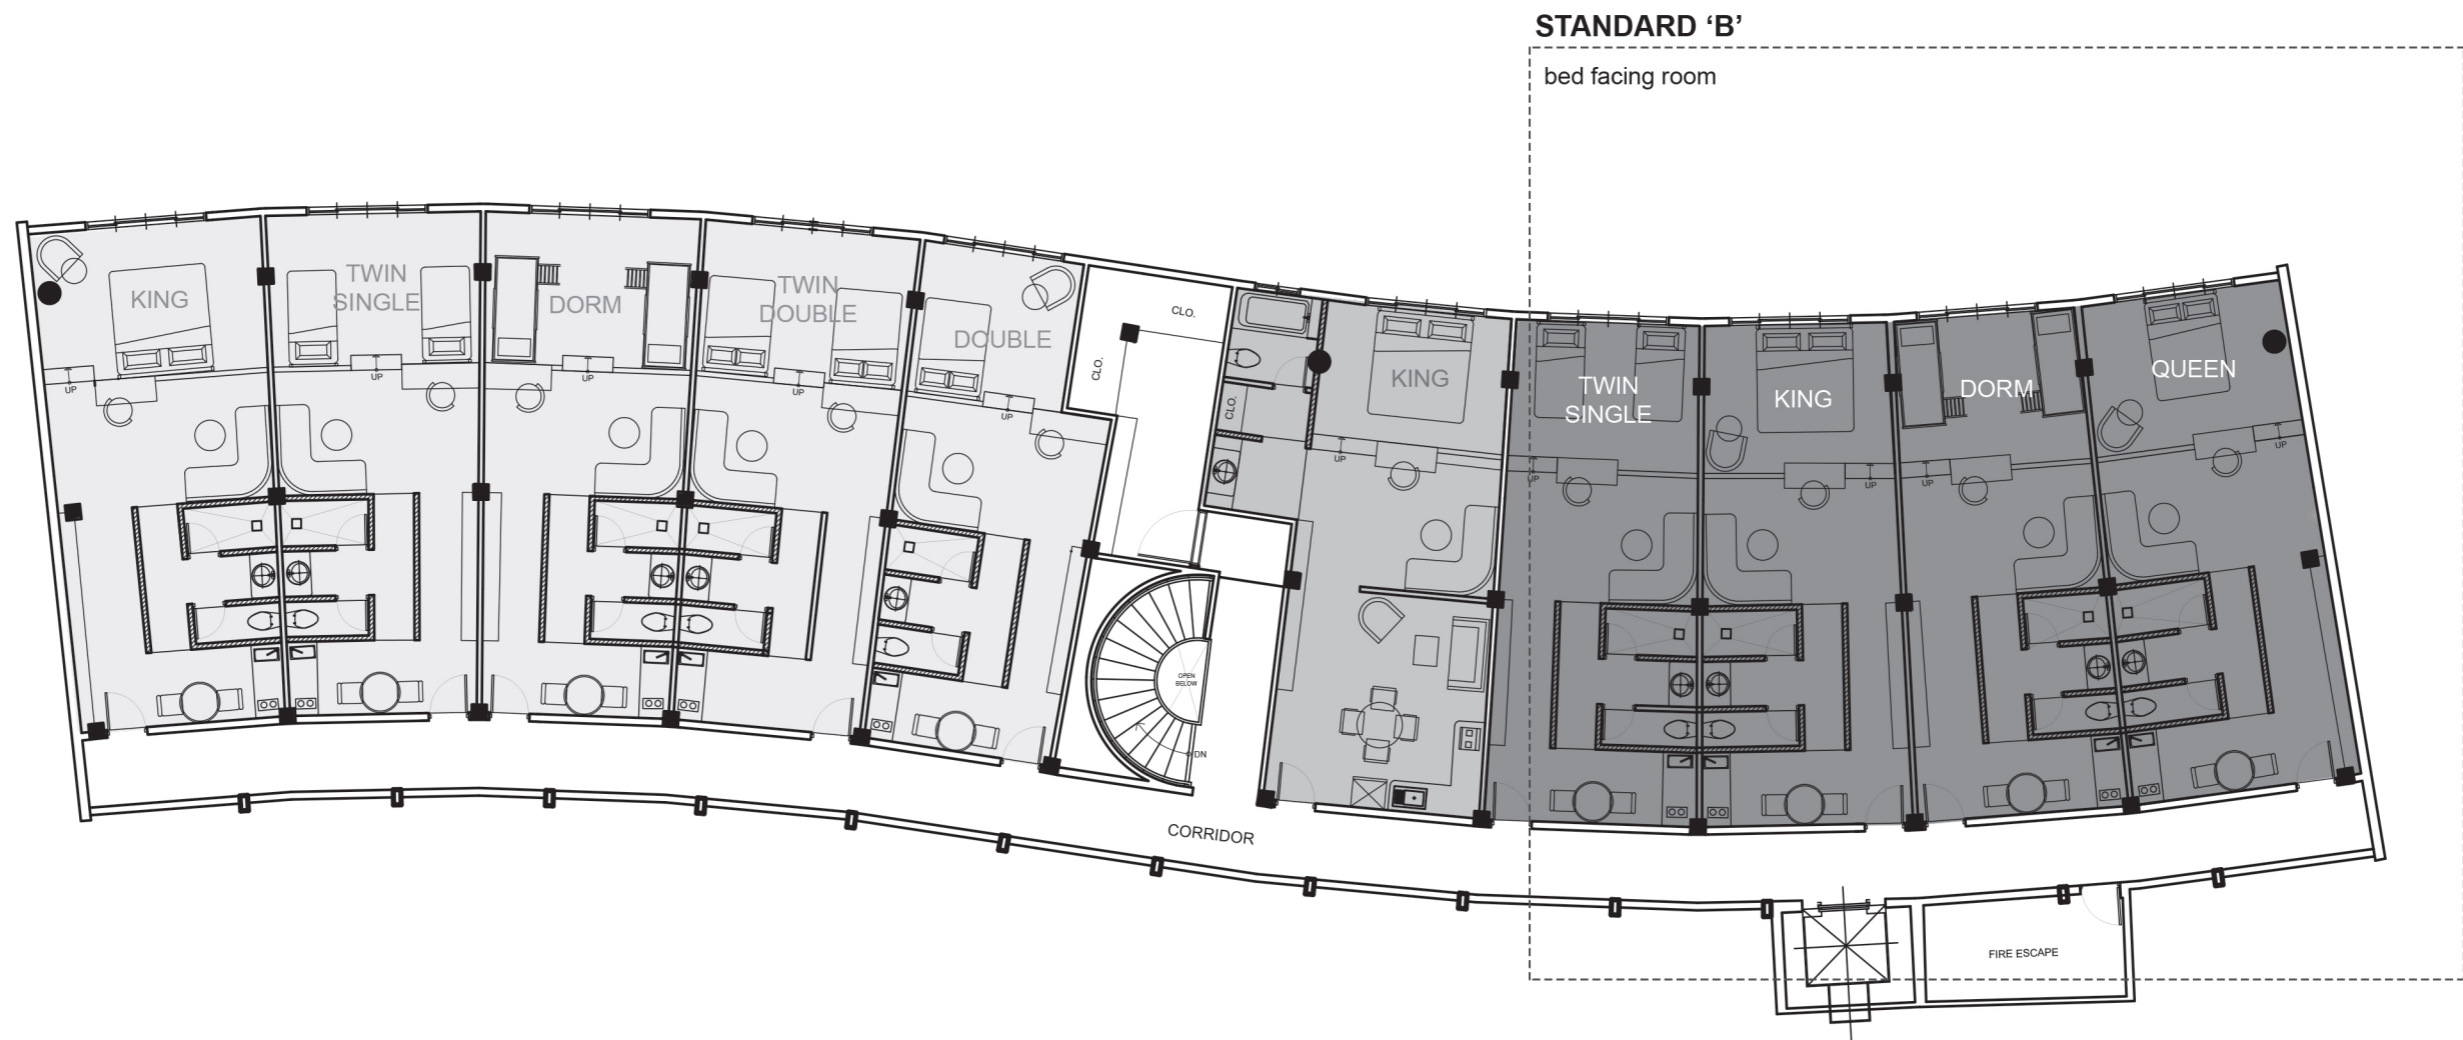 STANDARD ‘B’
bed facing room
KING
TWIN
SINGLE
DORM
TWIN
DOUBLE
DOUBLE
CLO.
CLO.
CLO.
KING
TWIN
SINGLE
KING
DORM
QUEEN
UP
UP
UP
UP
UP
UP
UP
UP
UP
UP
OPEN
BELOW
DN
CORRIDOR
FIRE ESCAPE